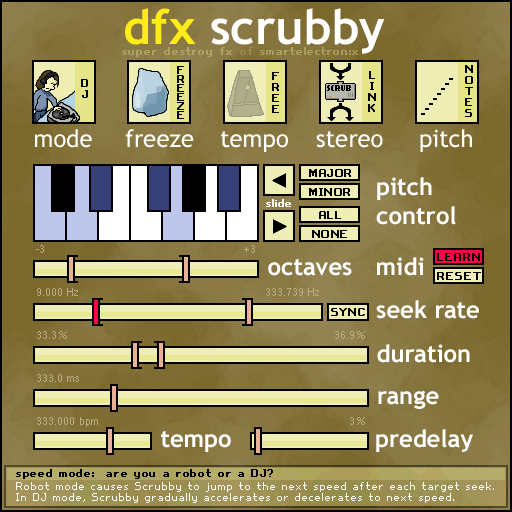 dfx scrubby
super destroy fx of smartelectron:x
DJ
FREEZE
FREE
SCRUB
LINK
NOTES
mode freeze tempo stereo pitch
MAJOR
MINOR
slide
ALL
NONE
pitch
control
-3 +3
octaves
midi
LEARN
RESET
9.000 Hz 333.739 Hz
SYNC
seek rate
33.3% 36.9%
duration
333.0 ms
range
333.000 bpm 3%
tempo predelay
speed mode: are you a robot or a DJ?
Robot mode causes Scrubby to jump to the next speed after each target seek.
In DJ mode, Scrubby gradually accelerates or decelerates to next speed.